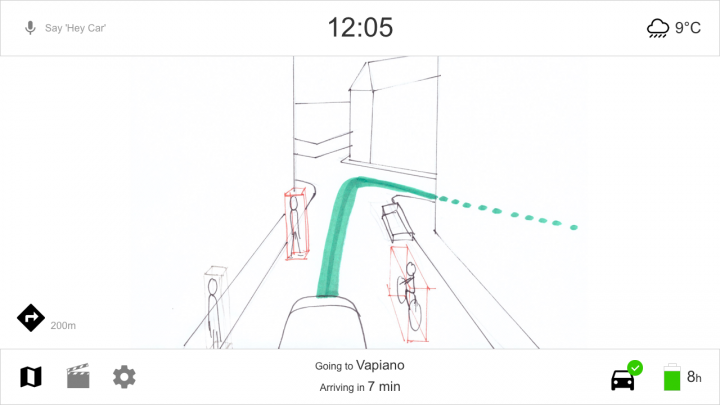 Say 'Hey Car'
12:05
9°C
200m
Going to Vapiano
Arriving in 7 min
8h